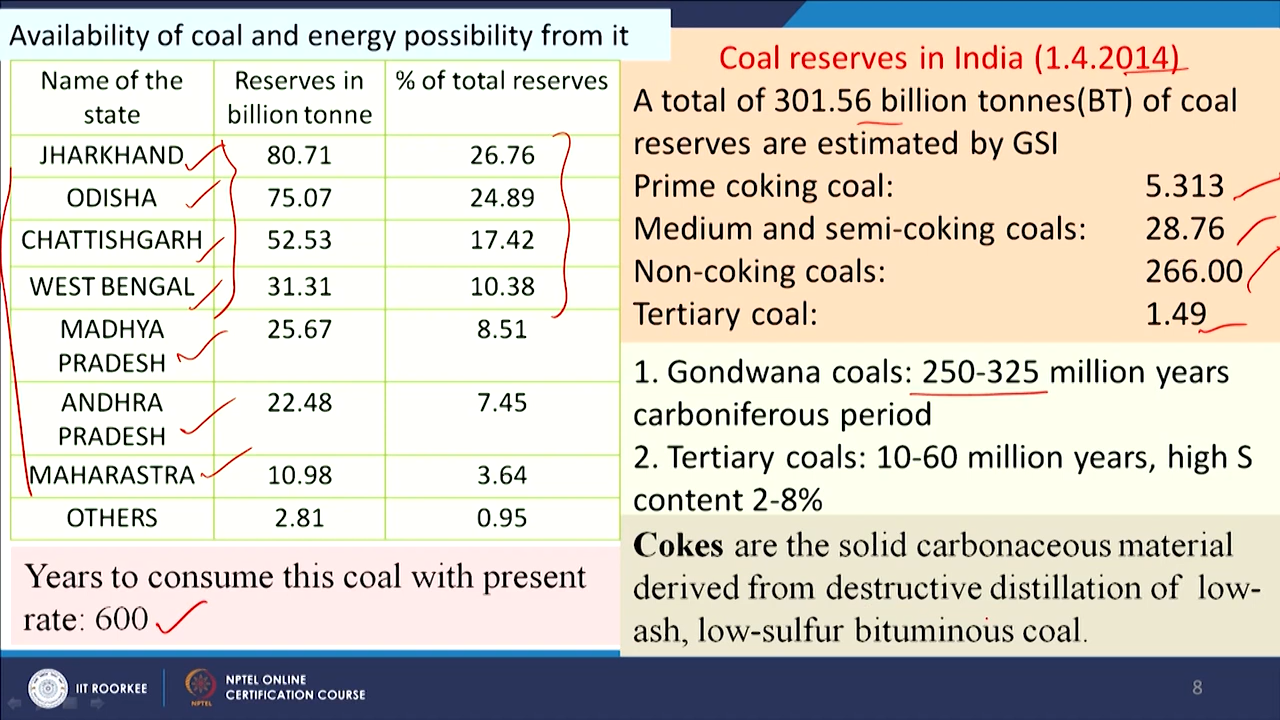 Availability of coal and energy possibility from it
Name of the state | Reserves in billion tonne | % of total reserves
JHARKHAND 80.71 26.76
ODISHA 75.07 24.89
CHATTISHGARH 52.53 17.42
WEST BENGAL 31.31 10.38
MADHYA PRADESH 25.67 8.51
ANDHRA PRADESH 22.48 7.45
MAHARASTRA 10.98 3.64
OTHERS 2.81 0.95
Years to consume this coal with present
rate: 600
Coal reserves in India (1.4.2014)
A total of 301.56 billion tonnes(BT) of coal
reserves are estimated by GSI
Prime coking coal: 5.313
Medium and semi-coking coals: 28.76
Non-coking coals: 266.00
Tertiary coal: 1.49
1. Gondwana coals: 250-325 million years
carboniferous period
2. Tertiary coals: 10-60 million years, high S
content 2-8%
Cokes are the solid carbonaceous material
derived from destructive distillation of low-
ash, low-sulfur bituminous coal.
IIT ROORKEE
NPTEL
NPTEL ONLINE
CERTIFICATION COURSE
8